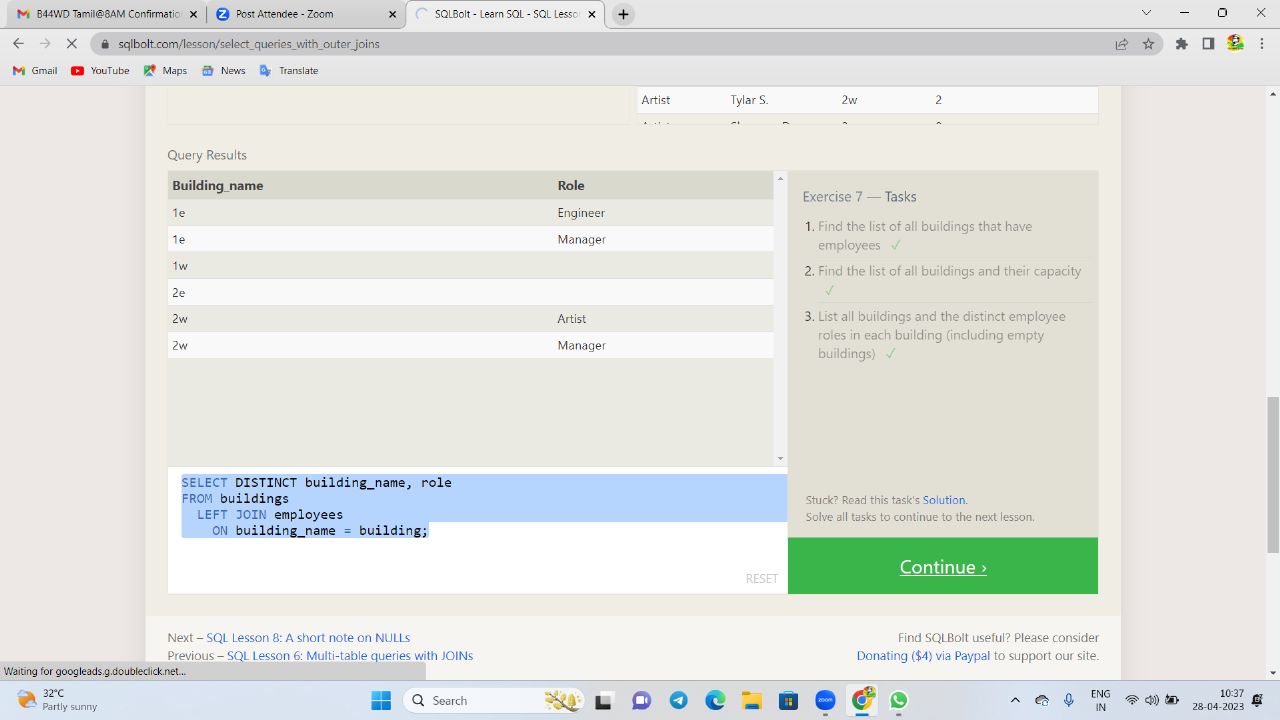 B44WD Tamil@8AM Confirmatio
Post Attendee - Zoom
SQLBolt - Learn SQL - SQL Lesso
sqlbolt.com/lesson/select_queries_with_outer_joins
Gmail YouTube Maps News Translate
Artist Tylar S. 2w 2
Query Results
Building_name Role
1e Engineer
1e Manager
1w
2e
2w Artist
2w Manager
SELECT DISTINCT building_name, role
FROM buildings
LEFT JOIN employees
ON building_name = building;
RESET
Exercise 7 — Tasks
1. Find the list of all buildings that have
employees ✓
2. Find the list of all buildings and their capacity
✓
3. List all buildings and the distinct employee
roles in each building (including empty
buildings) ✓
Stuck? Read this task's Solution.
Solve all tasks to continue to the next lesson.
Continue ›
Next – SQL Lesson 8: A short note on NULLs
Previous – SQL Lesson 6: Multi-table queries with JOINs
Find SQLBolt useful? Please consider
Donating ($4) via Paypal to support our site.
Waiting for googleads.g.doubleclick.net...
32°C
Partly sunny
Search
zoom
ENG
IN
10:37
28-04-2023